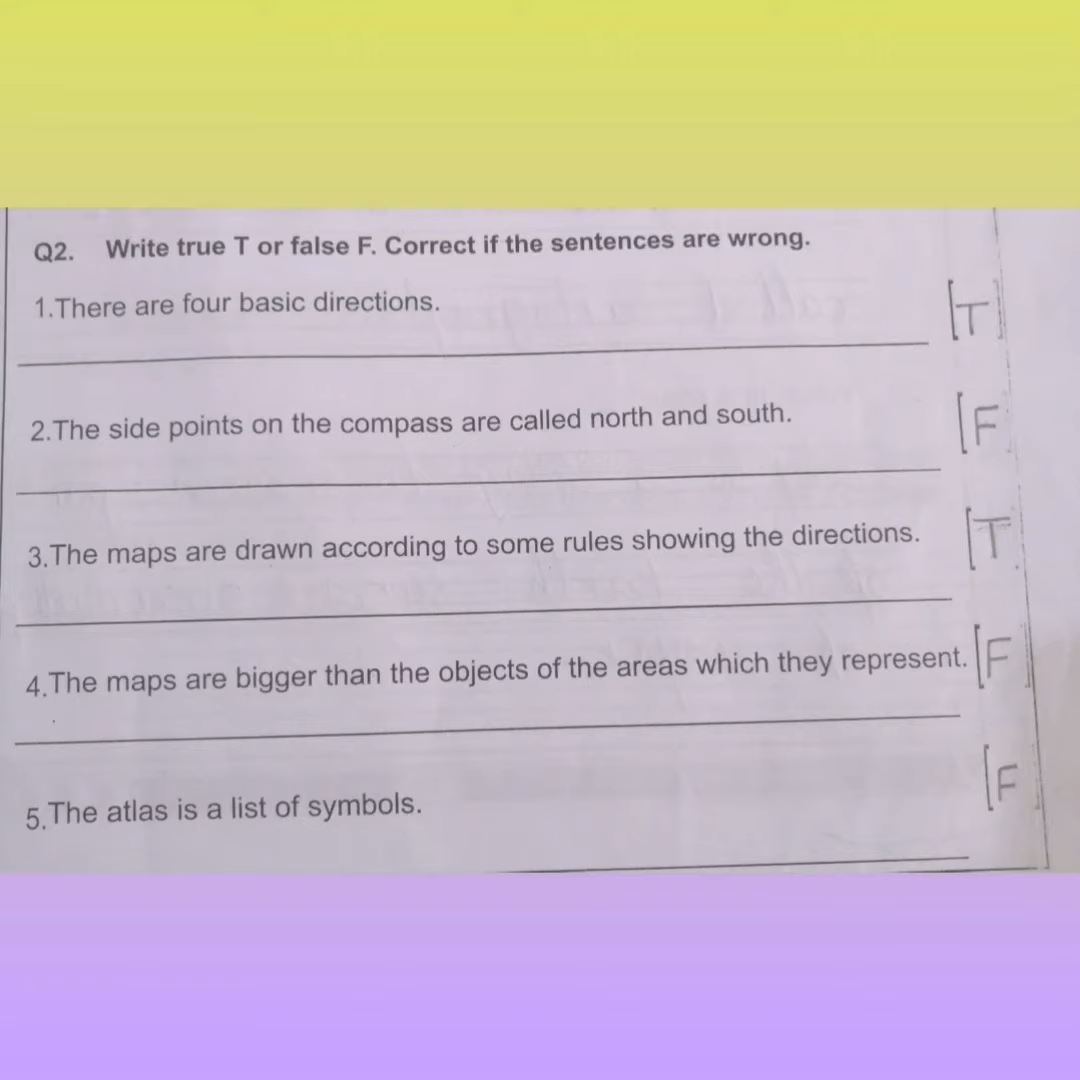 Q2. Write true T or false F. Correct if the sentences are wrong.
1.There are four basic directions. [T]
2.The side points on the compass are called north and south. [F
3.The maps are drawn according to some rules showing the directions. [T
4.The maps are bigger than the objects of the areas which they represent. [F]
5.The atlas is a list of symbols. [F]